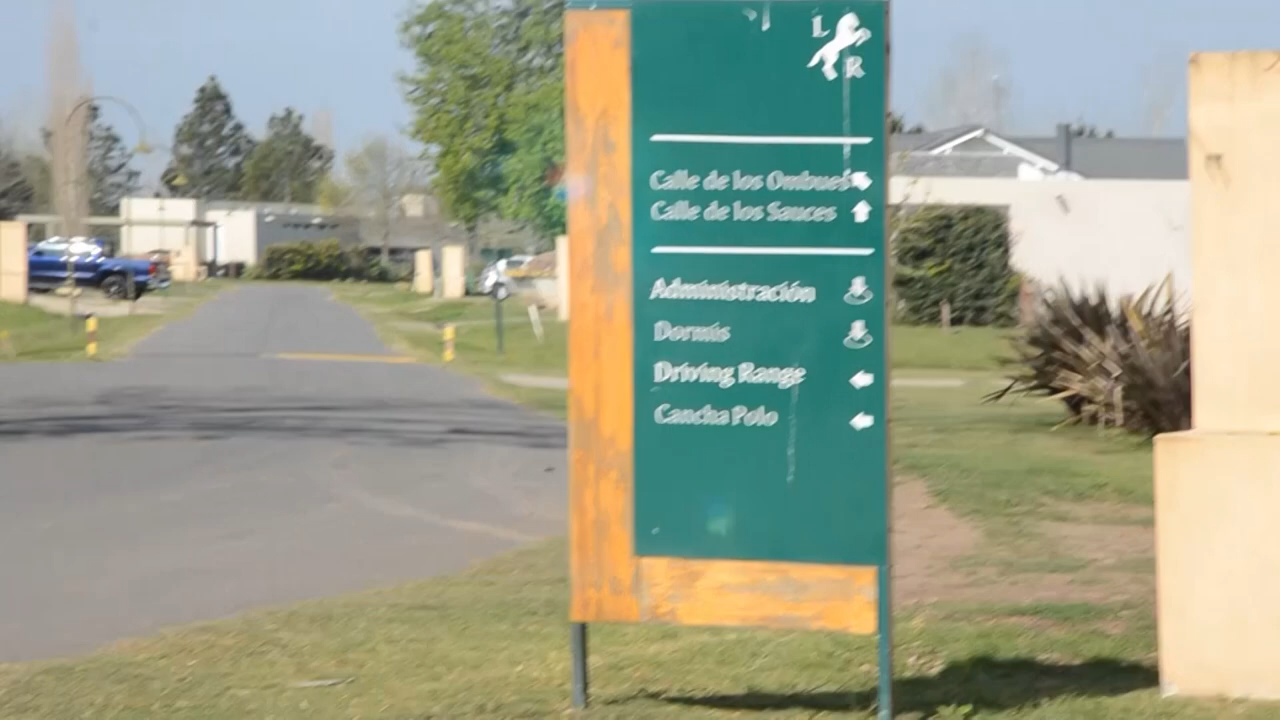 L
R
Calle de los Ombues
Calle de los Sauces
Administración
Dormis
Driving Range
Cancha Polo